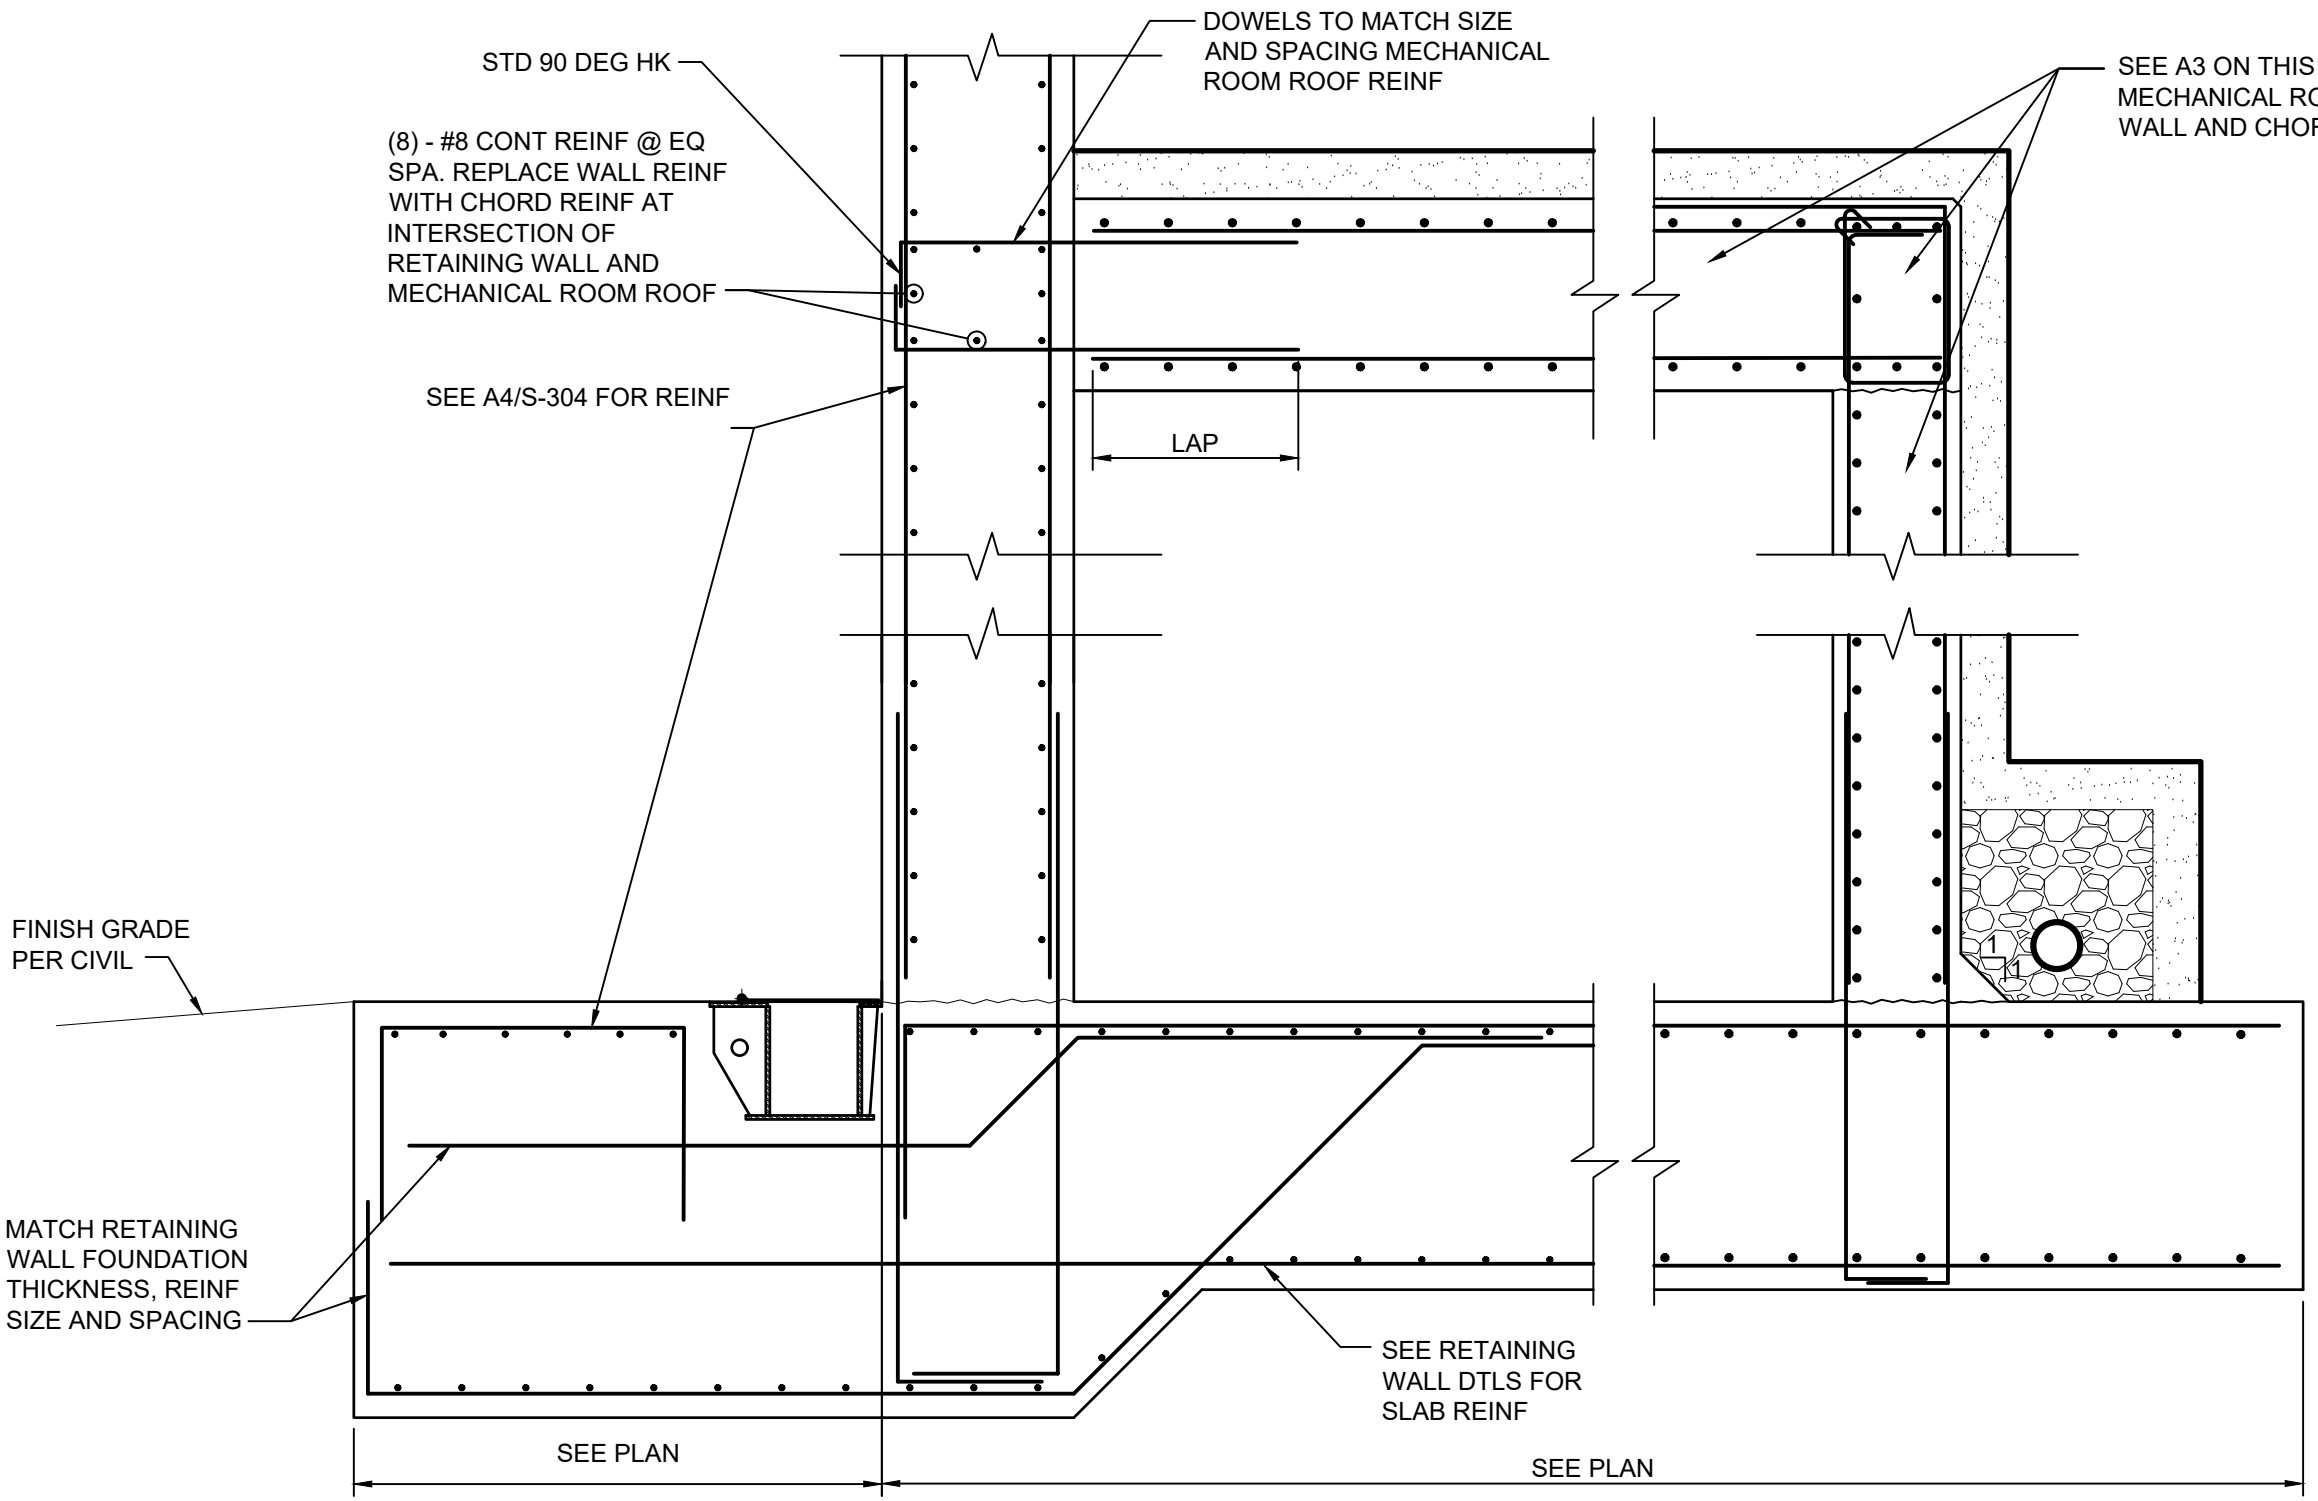 STD 90 DEG HK
(8) - #8 CONT REINF @ EQ
SPA. REPLACE WALL REINF
WITH CHORD REINF AT
INTERSECTION OF
RETAINING WALL AND
MECHANICAL ROOM ROOF
DOWELS TO MATCH SIZE
AND SPACING MECHANICAL
ROOM ROOF REINF
SEE A3 ON THIS
MECHANICAL
WALL AND
SEE A4/S-304 FOR REINF
LAP
FINISH GRADE
PER CIVIL
1
1
MATCH RETAINING
WALL FOUNDATION
THICKNESS, REINF
SIZE AND SPACING
SEE RETAINING
WALL DTLS FOR
SLAB REINF
SEE PLAN
SEE PLAN